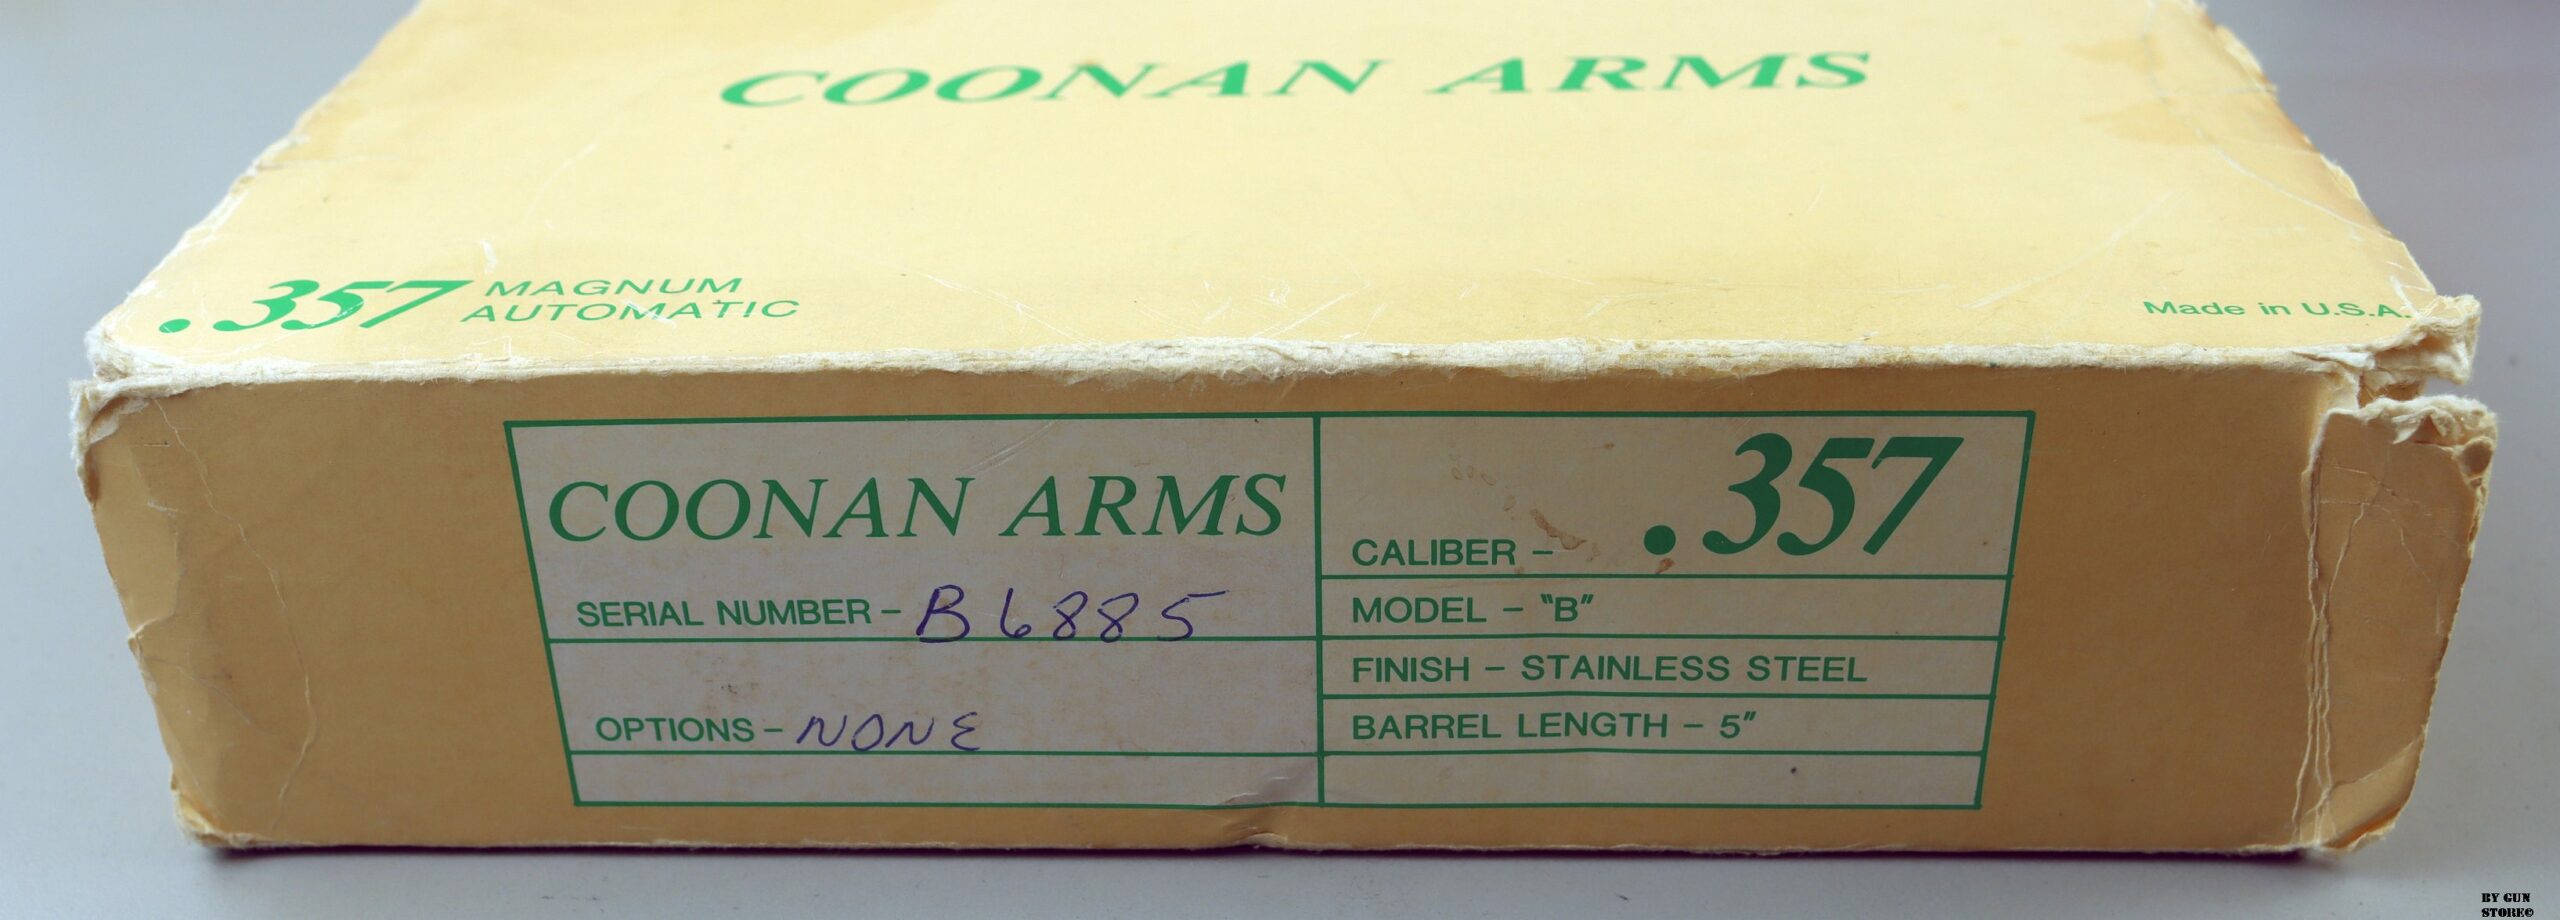 COONAN ARMS
.357 MAGNUM
AUTOMATIC
Made in U.S.A.
COONAN ARMS
SERIAL NUMBER – B6885
OPTIONS – NONE
CALIBER – .357
MODEL – "B"
FINISH – STAINLESS STEEL
BARREL LENGTH – 5"
BY GUN
STORE©